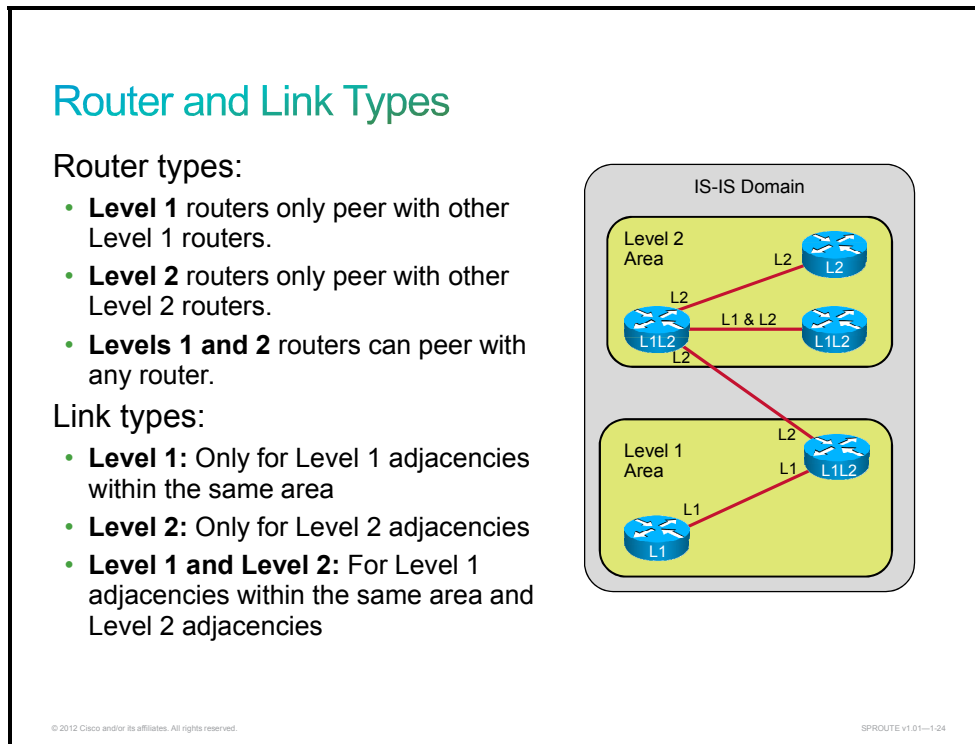 Router and Link Types
Router types:
• Level 1 routers only peer with other
Level 1 routers.
• Level 2 routers only peer with other
Level 2 routers.
• Levels 1 and 2 routers can peer with
any router.
Link types:
• Level 1: Only for Level 1 adjacencies
within the same area
• Level 2: Only for Level 2 adjacencies
• Level 1 and Level 2: For Level 1
adjacencies within the same area and
Level 2 adjacencies
IS-IS Domain
Level 2
Area
L2
L2
L2
L1 & L2
L1L2
L1L2
L2
L2
Level 1
Area
L1
L1L2
L1
L1
© 2012 Cisco and/or its affiliates. All rights reserved.
SPROUTE v1.01—1-24